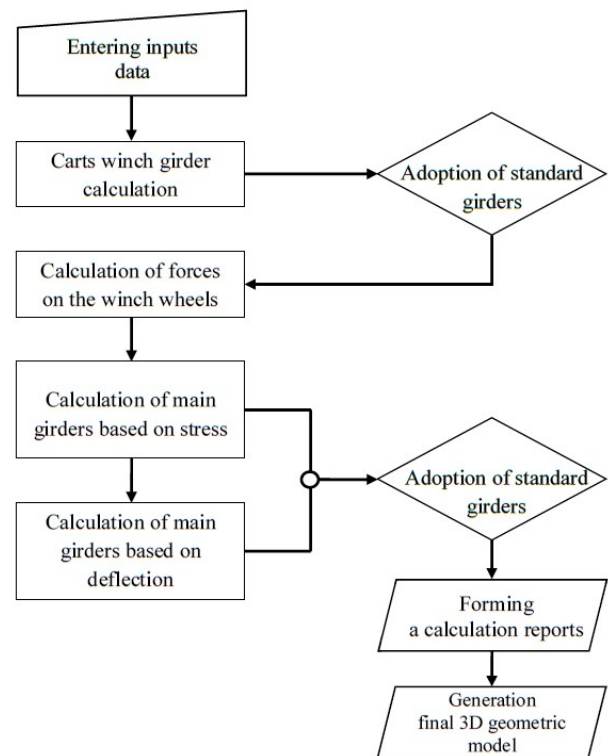 Entering inputs
data
Carts winch girder
calculation
Adoption of standard
girders
Calculation of forces
on the winch wheels
Calculation of main
girders based on stress
Adoption of standard
girders
Calculation of main
girders based on
deflection
Forming
a calculation reports
Generation
final 3D geometric
model